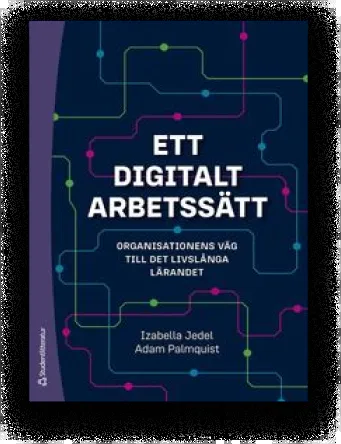 ETT
DIGITALT
ARBETSSÄTT
ORGANISATIONENS VÄG
TILL DET LIVSLÅNGA
LÄRANDET
Izabella Jedel
Adam Palmquist
Studentlitteratur